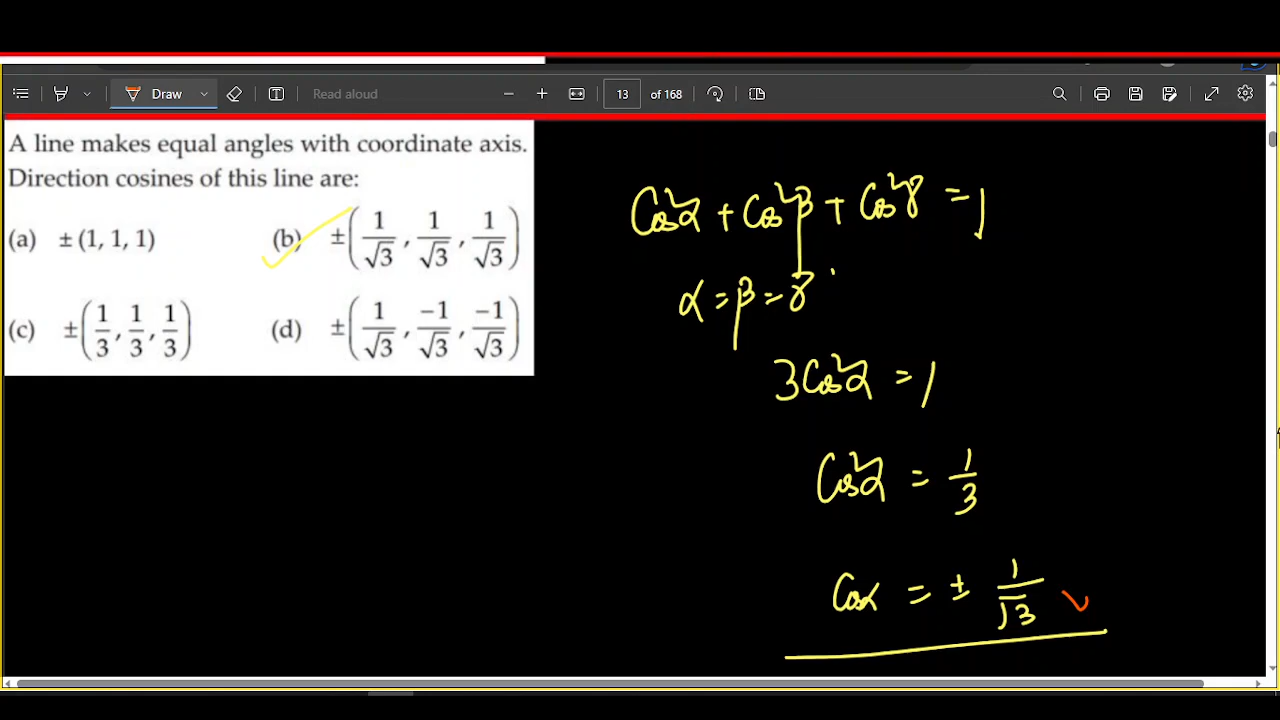 Draw
Read aloud
13 of 168
A line makes equal angles with coordinate axis.
Direction cosines of this line are:
(a) ± (1, 1, 1) (b) ±(1/√3, 1/√3, 1/√3)
(c) ±(1/3, 1/3, 1/3) (d) ±(1/√3, -1/√3, -1/√3)
Cos²α + Cos²β + Cos²γ = 1
α = β = γ
3Cos²α = 1
Cos²α = 1/3
Cosα = ± 1/√3